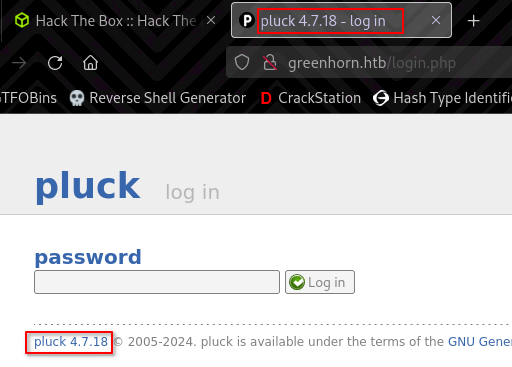 Hack The Box :: Hack The
pluck 4.7.18 - log in
greenhorn.htb/login.php
GTFOBins
Reverse Shell Generator
CrackStation
Hash Type Identifi
pluck log in
password
Log in
pluck 4.7.18 © 2005-2024. pluck is available under the terms of the GNU Gene